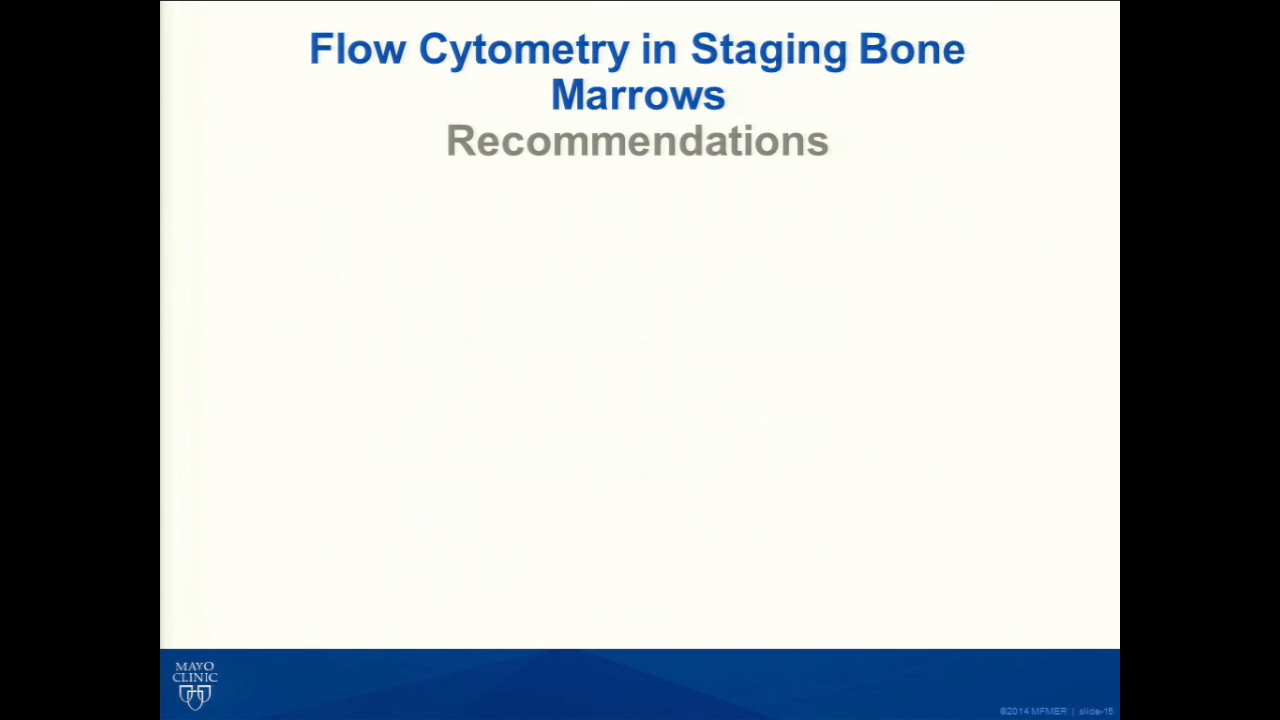 Flow Cytometry in Staging Bone
Marrows
Recommendations
MAYO
CLINIC
©2014 MFMER | slide-15